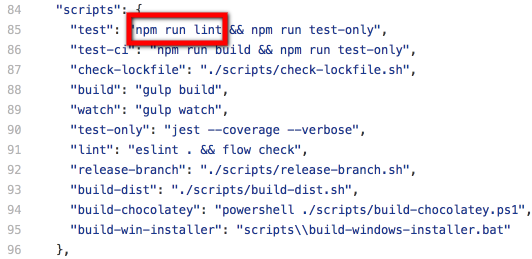 84 "scripts": {
85 "test": "npm run lint && npm run test-only",
86 "test-ci": "npm run build && npm run test-only",
87 "check-lockfile": "./scripts/check-lockfile.sh",
88 "build": "gulp build",
89 "watch": "gulp watch",
90 "test-only": "jest --coverage --verbose",
91 "lint": "eslint . && flow check",
92 "release-branch": "./scripts/release-branch.sh",
93 "build-dist": "./scripts/build-dist.sh",
94 "build-chocolatey": "powershell ./scripts/build-chocolatey.ps1",
95 "build-win-installer": "scripts\\build-windows-installer.bat"
96 },